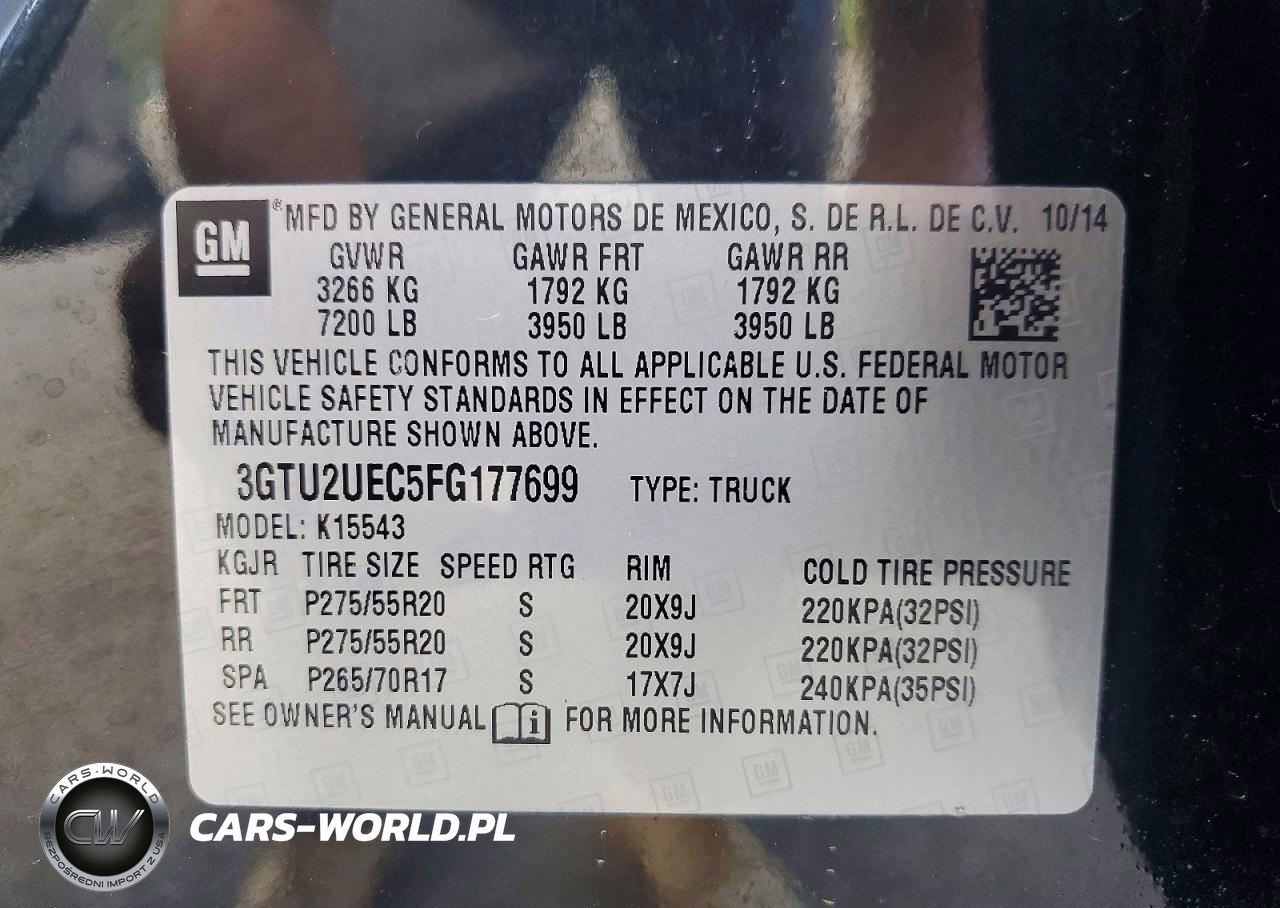 GM ® MFD BY GENERAL MOTORS DE MEXICO, S. DE R.L. DE C.V. 10/14
GVWR GAWR FRT GAWR RR
3266 KG 1792 KG 1792 KG
7200 LB 3950 LB 3950 LB
THIS VEHICLE CONFORMS TO ALL APPLICABLE U.S. FEDERAL MOTOR
VEHICLE SAFETY STANDARDS IN EFFECT ON THE DATE OF
MANUFACTURE SHOWN ABOVE.
3GTU2UEC5FG177699 TYPE: TRUCK
MODEL: K15543
KGJR TIRE SIZE SPEED RTG RIM COLD TIRE PRESSURE
FRT P275/55R20 S 20X9J 220KPA(32PSI)
RR P275/55R20 S 20X9J 220KPA(32PSI)
SPA P265/70R17 S 17X7J 240KPA(35PSI)
SEE OWNER'S MANUAL i FOR MORE INFORMATION.
CARS-WORLD
CW
BEZPOŚREDNI IMPORT Z USA
CARS-WORLD.PL